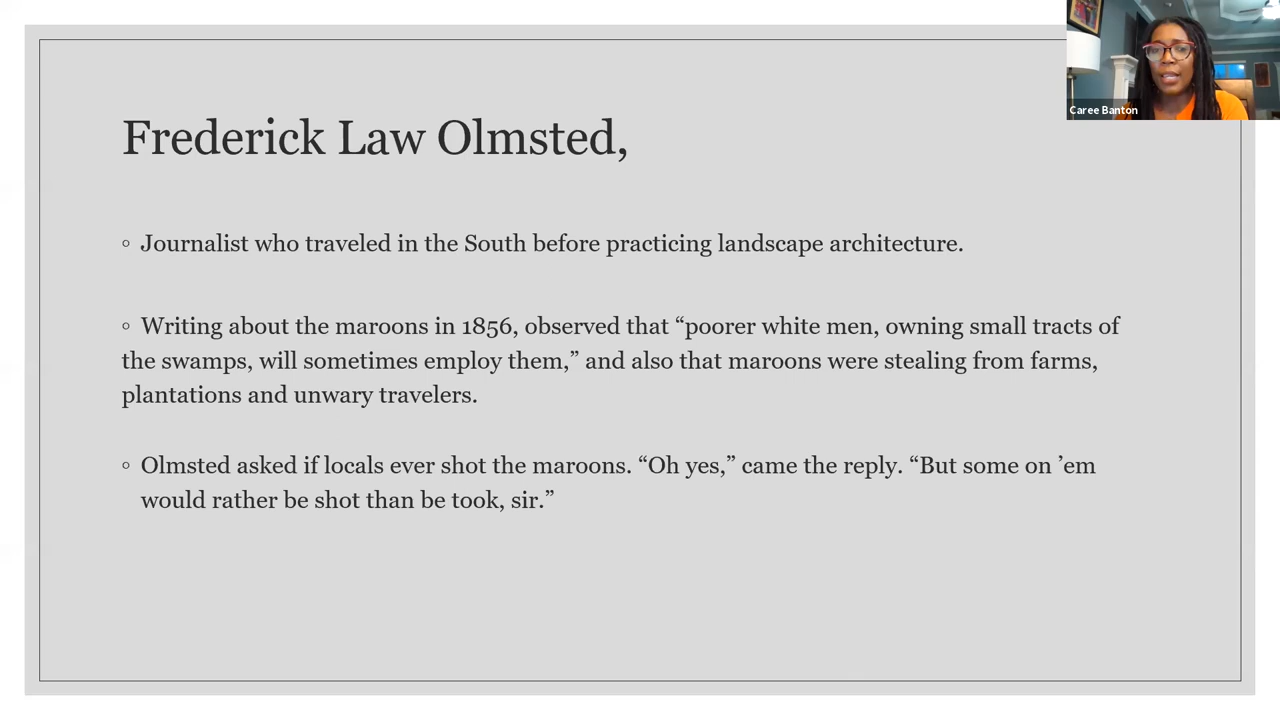 Caree Banton
Frederick Law Olmsted,
◦ Journalist who traveled in the South before practicing landscape architecture.
◦ Writing about the maroons in 1856, observed that “poorer white men, owning small tracts of
the swamps, will sometimes employ them,” and also that maroons were stealing from farms,
plantations and unwary travelers.
◦ Olmsted asked if locals ever shot the maroons. “Oh yes,” came the reply. “But some on ’em
would rather be shot than be took, sir.”